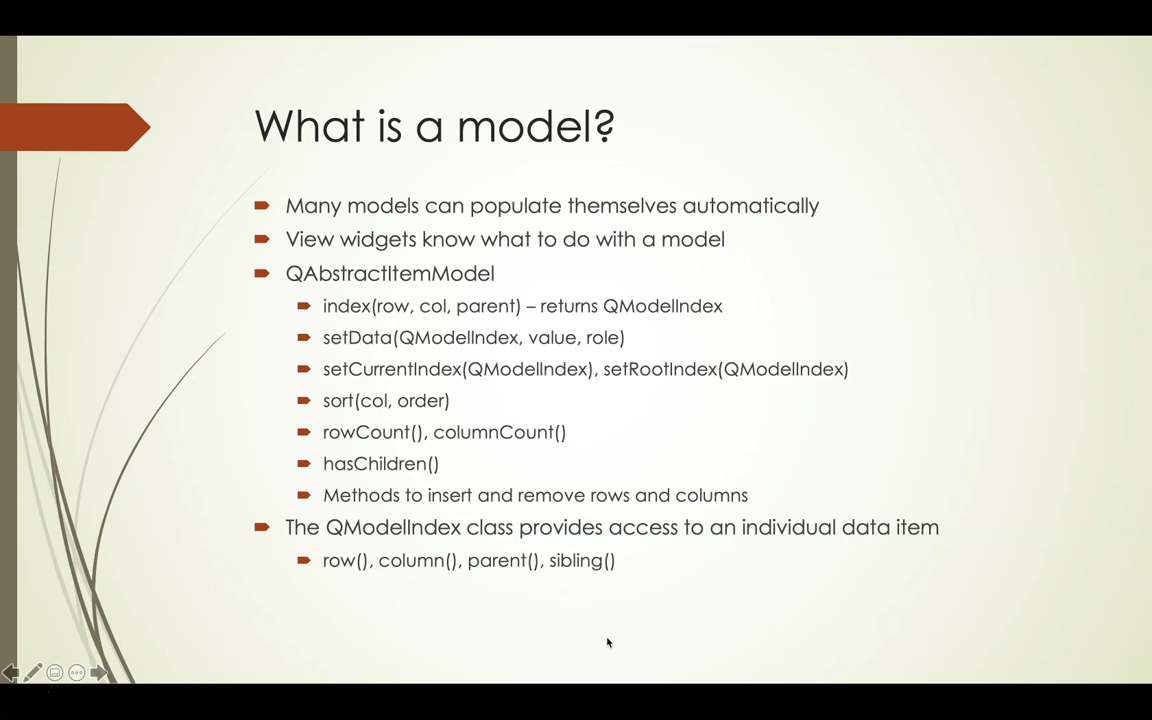 What is a model?
Many models can populate themselves automatically
View widgets know what to do with a model
QAbstractItemModel
index(row, col, parent) – returns QModelIndex
setData(QModelIndex, value, role)
setCurrentIndex(QModelIndex), setRootIndex(QModelIndex)
sort(col, order)
rowCount(), columnCount()
hasChildren()
Methods to insert and remove rows and columns
The QModelIndex class provides access to an individual data item
row(), column(), parent(), sibling()